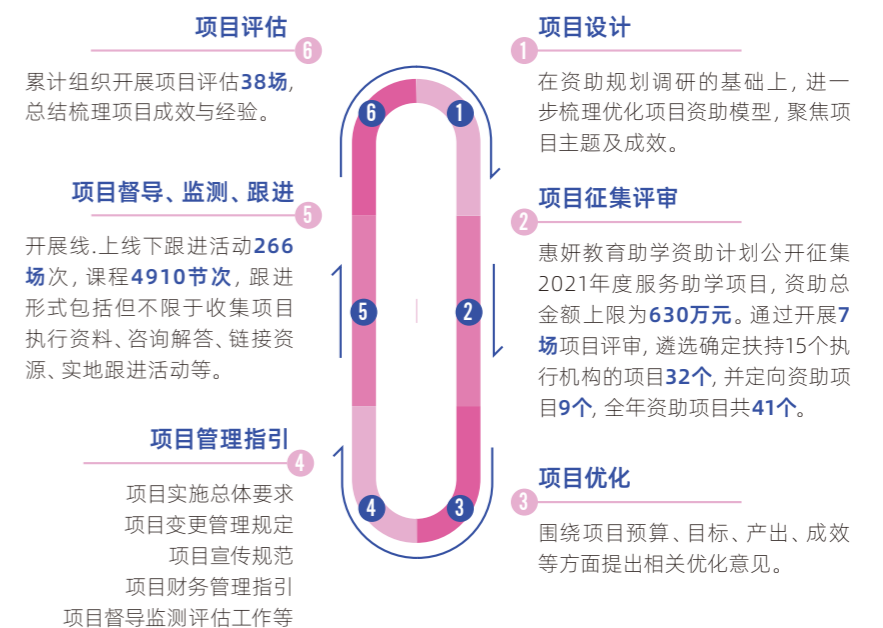 项目设计
1
在资助规划调研的基础上，进一
步梳理优化项目资助模型，聚焦项
目主题及成效。
项目征集评审
2
惠妍教育助学资助计划公开征集
2021年度服务助学项目，资助总
金额上限为630万元。通过开展7
场项目评审，遴选确定扶持15个执
行机构的项目32个，并定向资助项
目9个，全年资助项目共41个。
项目优化
3
围绕项目预算、目标、产出、成效
等方面提出相关优化意见。
项目管理指引
4
项目实施总体要求
项目变更管理规定
项目宣传规范
项目财务管理指引
项目督导监测评估工作等
项目督导、监测、跟进
5
开展线.上线下跟进活动266
场次，课程4910节次，跟进
形式包括但不限于收集项目
执行资料、咨询解答、链接资
源、实地跟进活动等。
项目评估
6
累计组织开展项目评估38场，
总结梳理项目成效与经验。
6
1
5
2
4
3